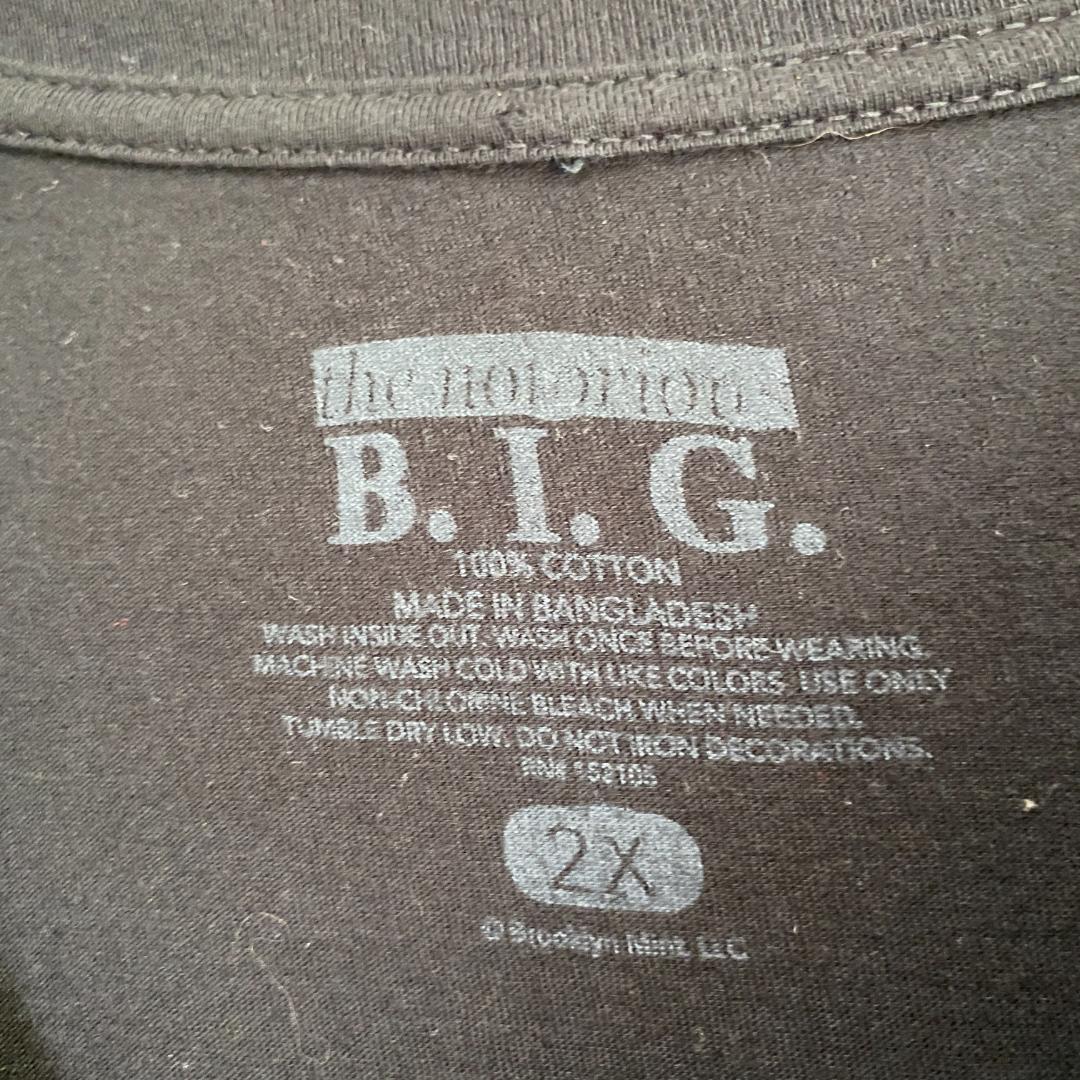 the notorious
B. I. G.
100% COTTON
MADE IN BANGLADESH
WASH INSIDE OUT. WASH ONCE BEFORE WEARING.
MACHINE WASH COLD WITH LIKE COLORS USE ONLY
NON-CHLORINE BLEACH WHEN NEEDED.
TUMBLE DRY LOW. DO NOT IRON DECORATIONS.
RN# 152105
2X
© Brooklyn Mint, LLC